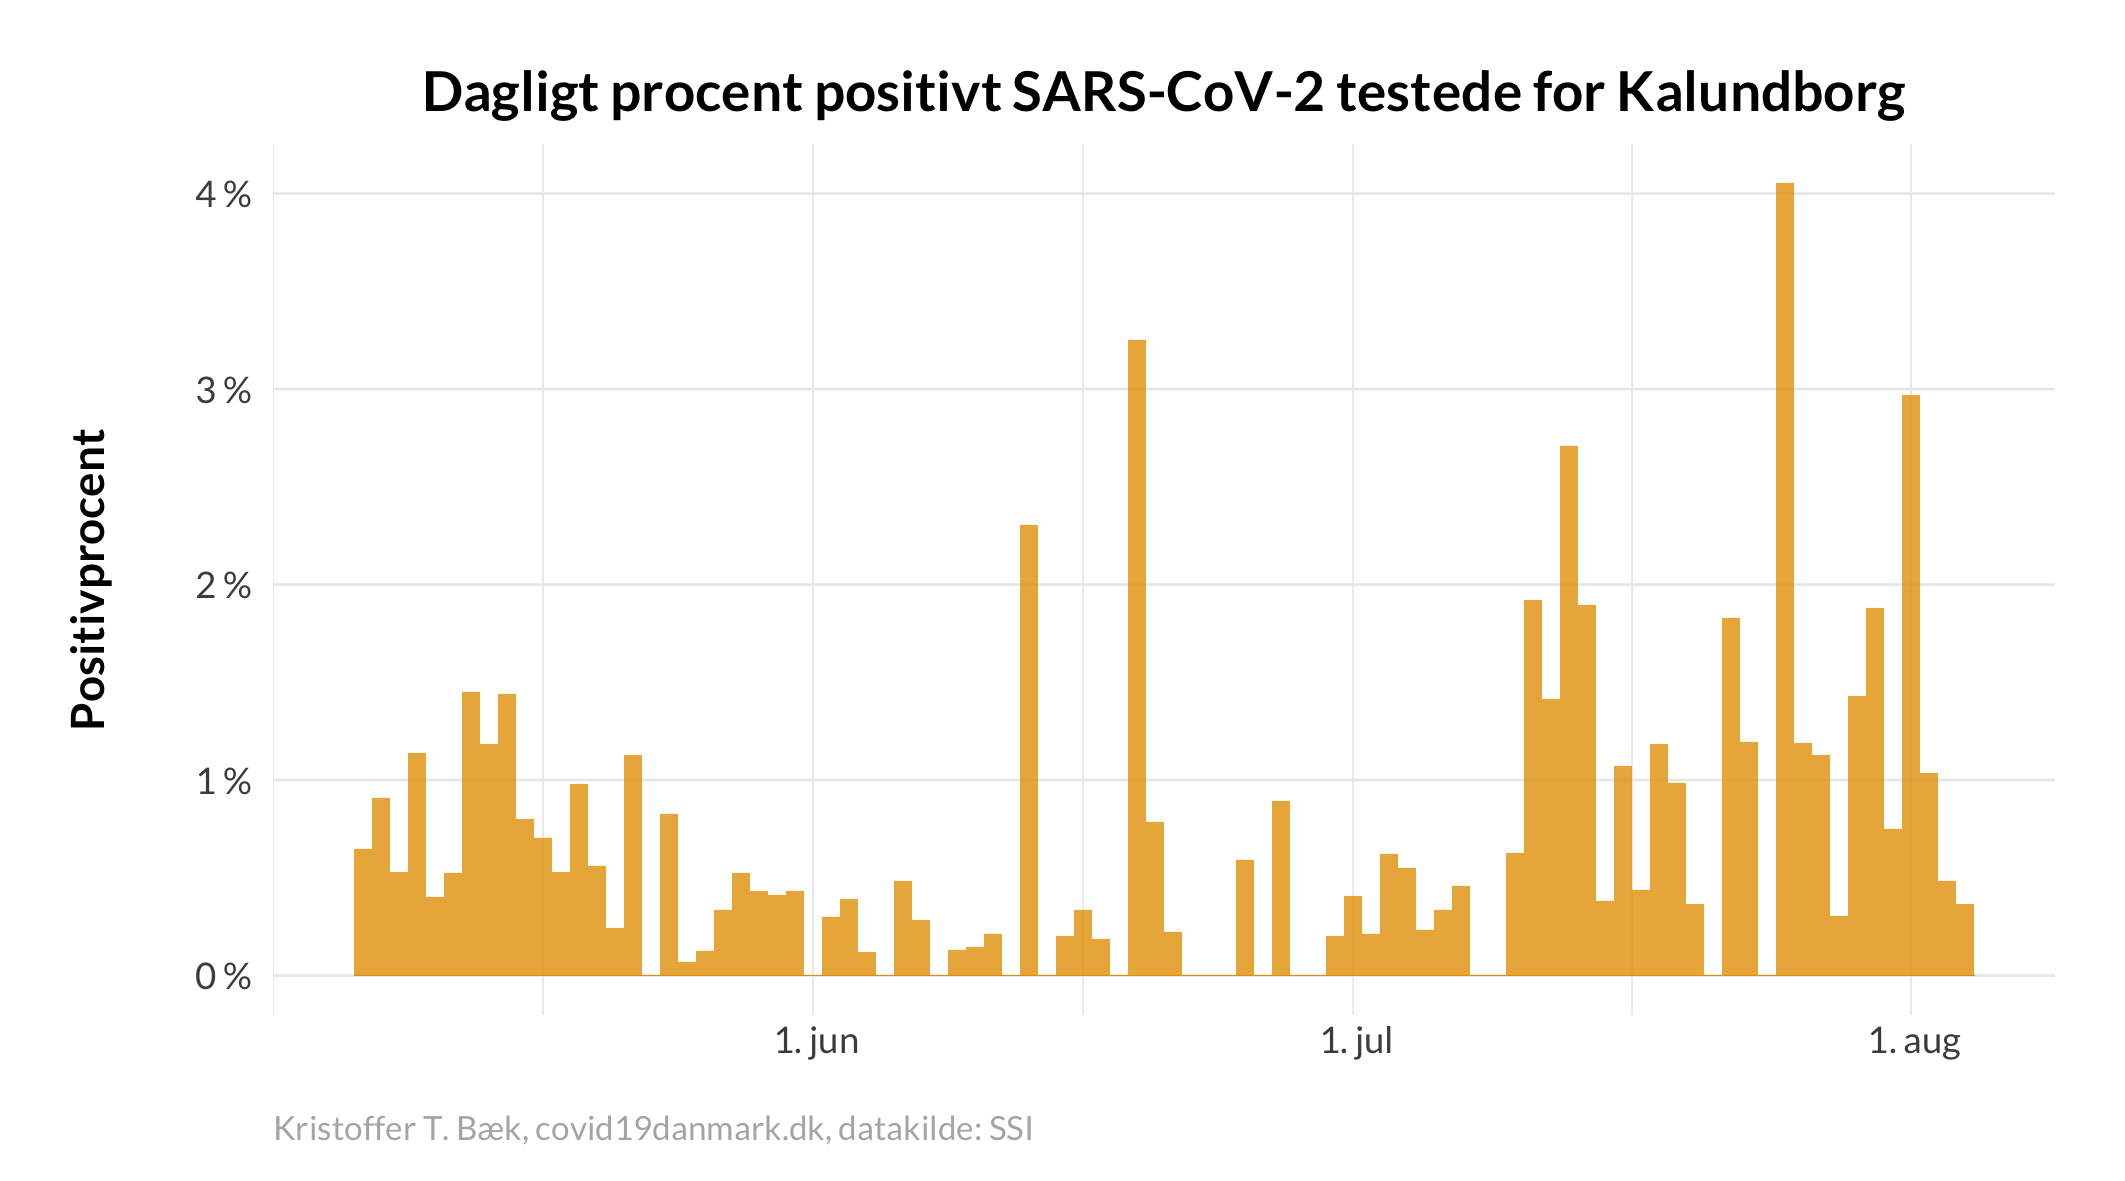 Dagligt procent positivt SARS-CoV-2 testede for Kalundborg
Positivprocent
4 %
3 %
2 %
1 %
0 %
1. jun
1. jul
1. aug
Kristoffer T. Bæk, covid19danmark.dk, datakilde: SSI